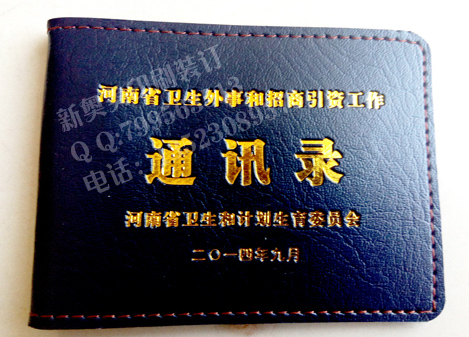 河南省卫生外事和招商引资工作
通讯录
河南省卫生和计划生育委员会
二〇一四年九月